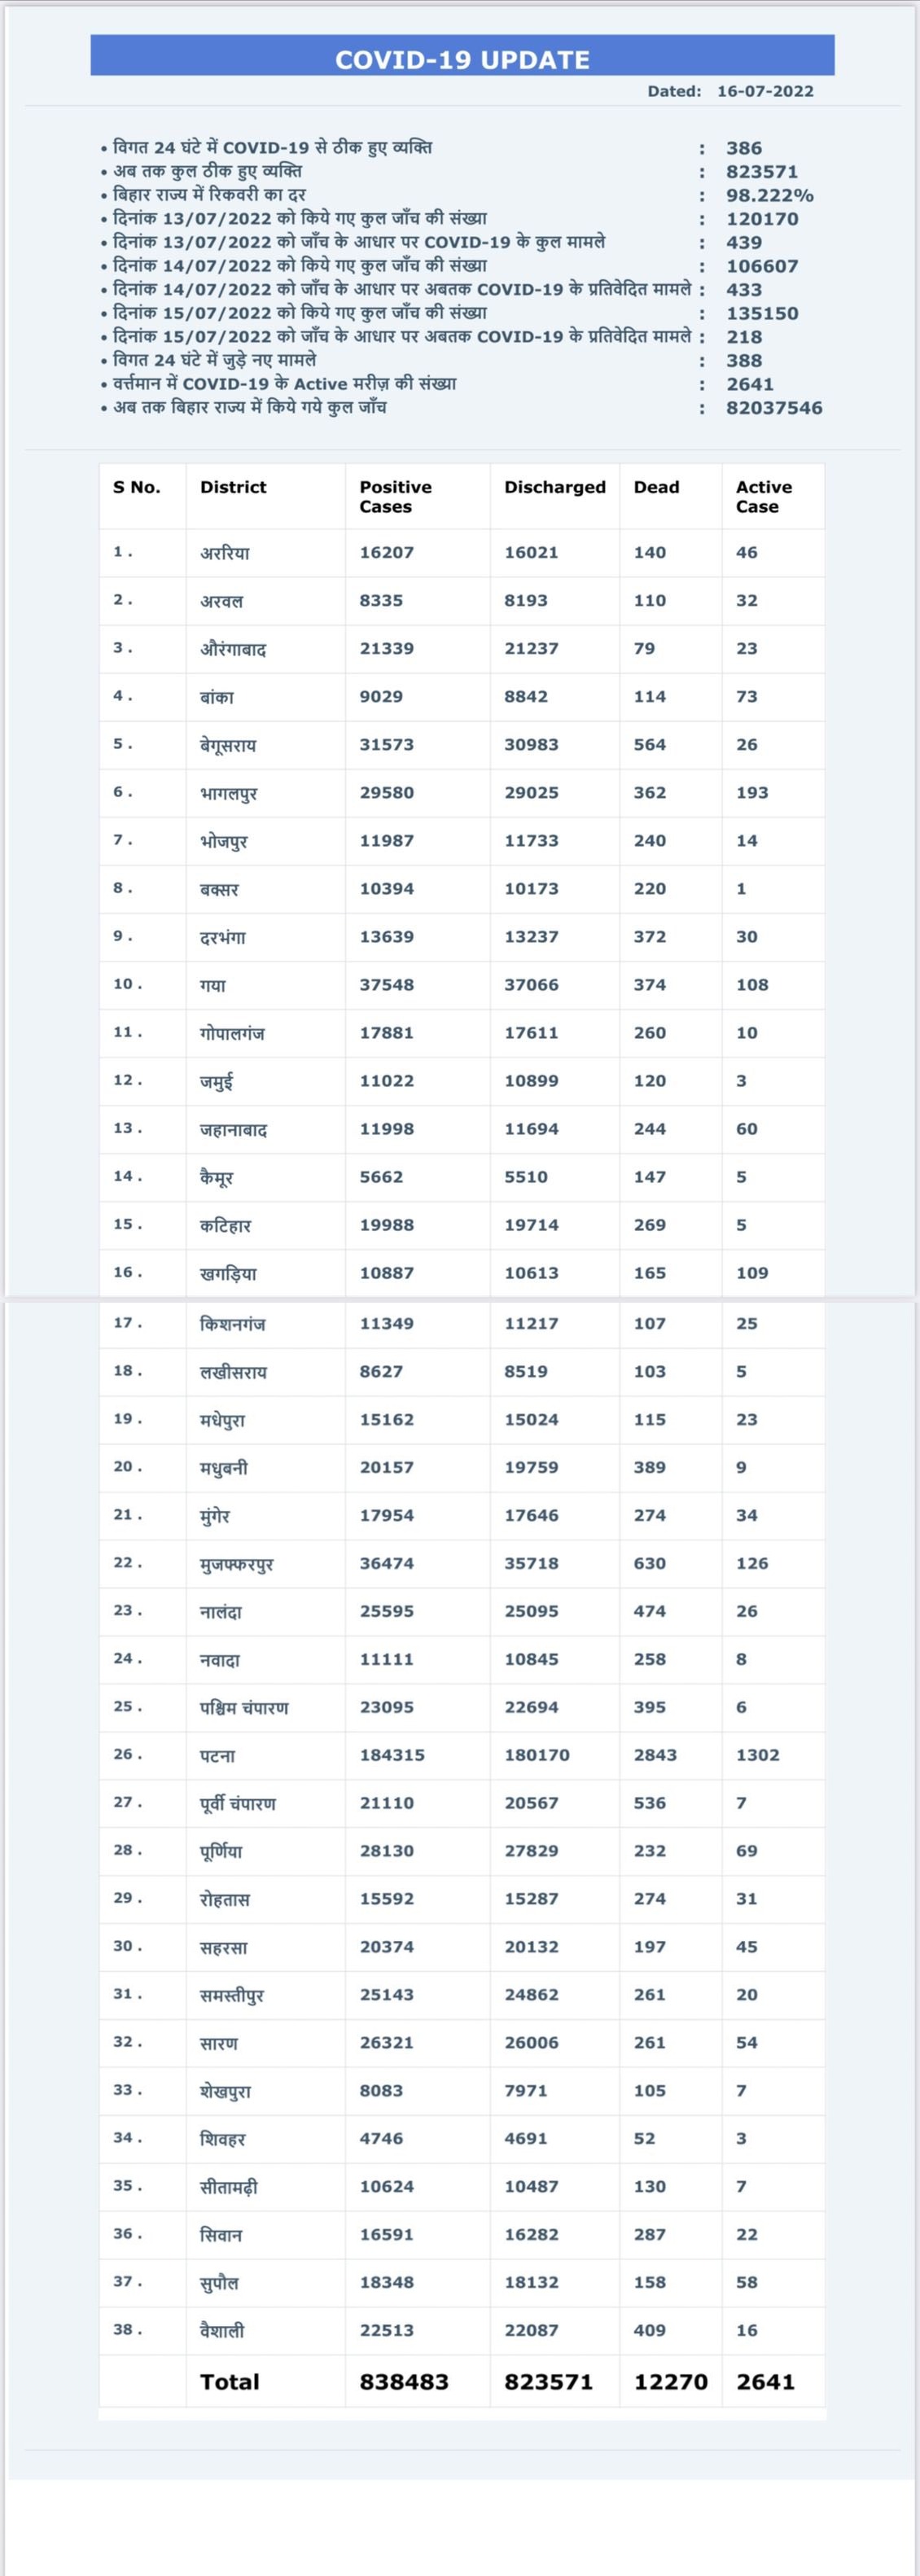 COVID-19 UPDATE
Dated: 16-07-2022
• विगत 24 घंटे में COVID-19 से ठीक हुए व्यक्ति : 386
• अब तक कुल ठीक हुए व्यक्ति : 823571
• बिहार राज्य में रिकवरी का दर : 98.222%
• दिनांक 13/07/2022 को किये गए कुल जाँच की संख्या : 120170
• दिनांक 13/07/2022 को जाँच के आधार पर COVID-19 के कुल मामले : 439
• दिनांक 14/07/2022 को किये गए कुल जाँच की संख्या : 106607
• दिनांक 14/07/2022 को जाँच के आधार पर अबतक COVID-19 के प्रतिवेदित मामले : 433
• दिनांक 15/07/2022 को किये गए कुल जाँच की संख्या : 135150
• दिनांक 15/07/2022 को जाँच के आधार पर अबतक COVID-19 के प्रतिवेदित मामले : 218
• विगत 24 घंटे में जुड़े नए मामले : 388
• वर्त्तमान में COVID-19 के Active मरीज़ की संख्या : 2641
• अब तक बिहार राज्य में किये गये कुल जाँच : 82037546
S No. District Positive Cases Discharged Dead Active Case
1 . अररिया 16207 16021 140 46
2 . अरवल 8335 8193 110 32
3 . औरंगाबाद 21339 21237 79 23
4 . बांका 9029 8842 114 73
5 . बेगूसराय 31573 30983 564 26
6 . भागलपुर 29580 29025 362 193
7 . भोजपुर 11987 11733 240 14
8 . बक्सर 10394 10173 220 1
9 . दरभंगा 13639 13237 372 30
10 . गया 37548 37066 374 108
11 . गोपालगंज 17881 17611 260 10
12 . जमुई 11022 10899 120 3
13 . जहानाबाद 11998 11694 244 60
14 . कैमूर 5662 5510 147 5
15 . कटिहार 19988 19714 269 5
16 . खगड़िया 10887 10613 165 109
17 . किशनगंज 11349 11217 107 25
18 . लखीसराय 8627 8519 103 5
19 . मधेपुरा 15162 15024 115 23
20 . मधुबनी 20157 19759 389 9
21 . मुंगेर 17954 17646 274 34
22 . मुजफ्फरपुर 36474 35718 630 126
23 . नालंदा 25595 25095 474 26
24 . नवादा 11111 10845 258 8
25 . पश्चिम चंपारण 23095 22694 395 6
26 . पटना 184315 180170 2843 1302
27 . पूर्वी चंपारण 21110 20567 536 7
28 . पूर्णिया 28130 27829 232 69
29 . रोहतास 15592 15287 274 31
30 . सहरसा 20374 20132 197 45
31 . समस्तीपुर 25143 24862 261 20
32 . सारण 26321 26006 261 54
33 . शेखपुरा 8083 7971 105 7
34 . शिवहर 4746 4691 52 3
35 . सीतामढ़ी 10624 10487 130 7
36 . सिवान 16591 16282 287 22
37 . सुपौल 18348 18132 158 58
38 . वैशाली 22513 22087 409 16
Total 838483 823571 12270 2641